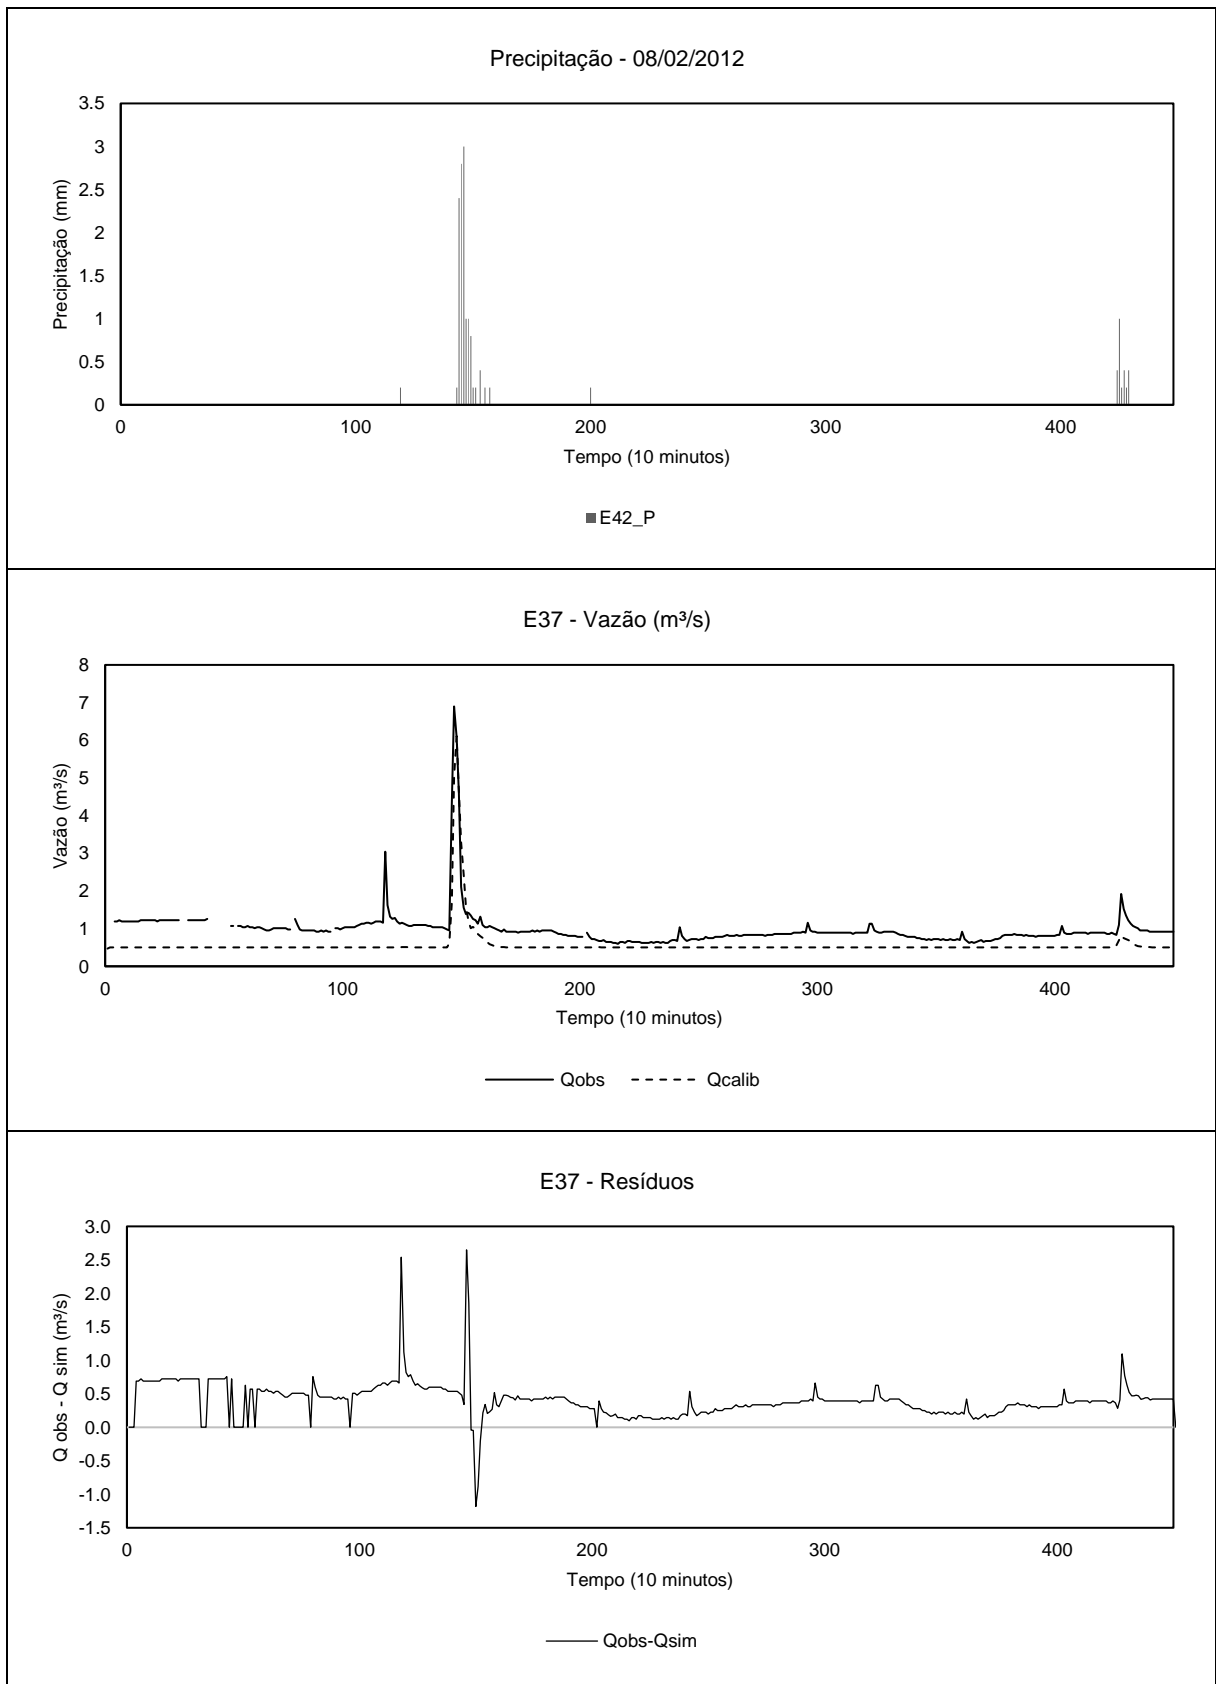 Precipitação - 08/02/2012
3.5
3
2.5
2
1.5
1
0.5
0
Precipitação (mm)
0 100 200 300 400
Tempo (10 minutos)
E42_P
E37 - Vazão (m³/s)
8
7
6
5
4
3
2
1
0
Vazão (m³/s)
0 100 200 300 400
Tempo (10 minutos)
Qobs Qcalib
E37 - Resíduos
3.0
2.5
2.0
1.5
1.0
0.5
0.0
-0.5
-1.0
-1.5
Q obs - Q sim (m³/s)
0 100 200 300 400
Tempo (10 minutos)
Qobs-Qsim